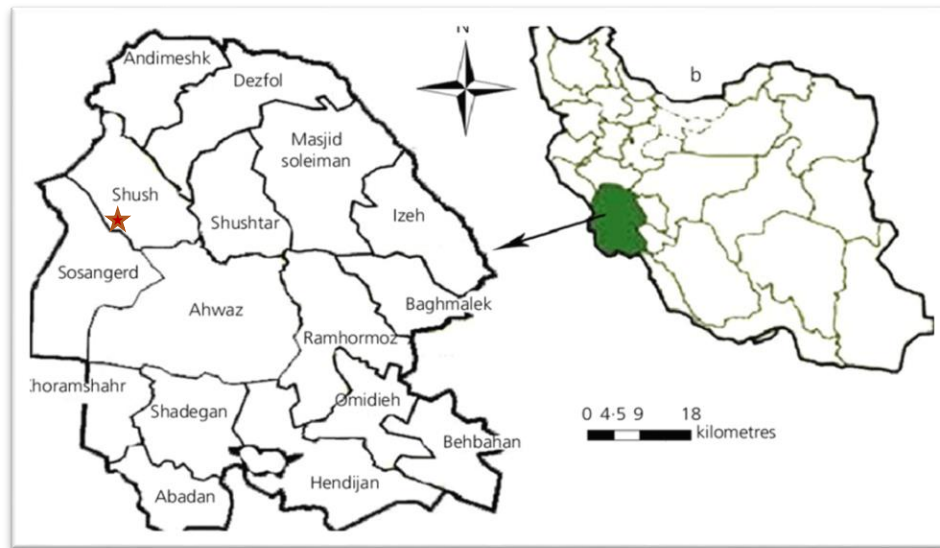 N
b
Andimeshk
Dezfol
Masjid
soleiman
Shush
Shushtar
Izeh
Sosangerd
Ahwaz
Baghmalek
Ramhormoz
horamshahr
Shadegan
Omidieh
Behbahan
Abadan
Hendijan
0 4·5 9 18
kilometres